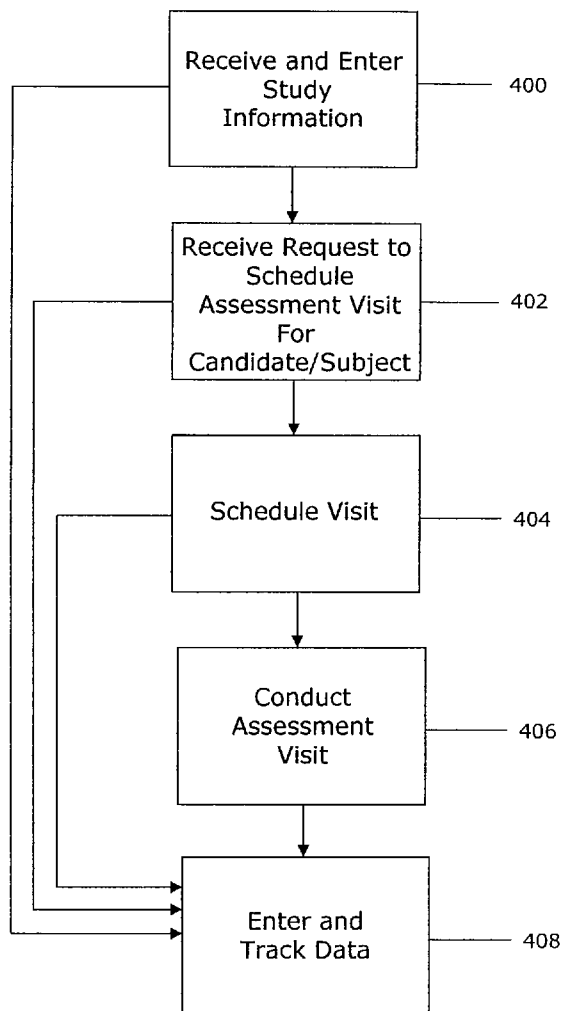 Receive and Enter
Study
Information
400
Receive Request to
Schedule
Assessment Visit
For
Candidate/Subject
402
Schedule Visit
404
Conduct
Assessment
Visit
406
Enter and
Track Data
408